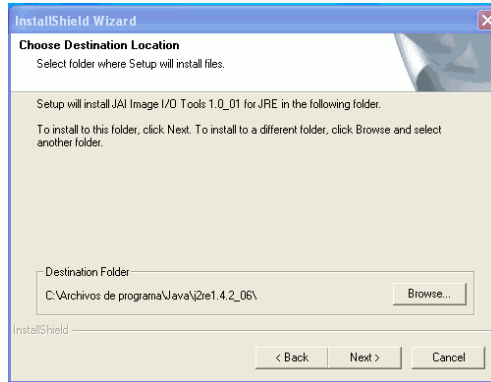 InstallShield Wizard
Choose Destination Location
Select folder where Setup will install files.
Setup will install JAI Image I/O Tools 1.0_01 for JRE in the following folder.
To install to this folder, click Next. To install to a different folder, click Browse and select
another folder.
Destination Folder
C:\Archivos de programa\Java\j2re1.4.2_06\
Browse...
InstallShield
< Back
Next >
Cancel